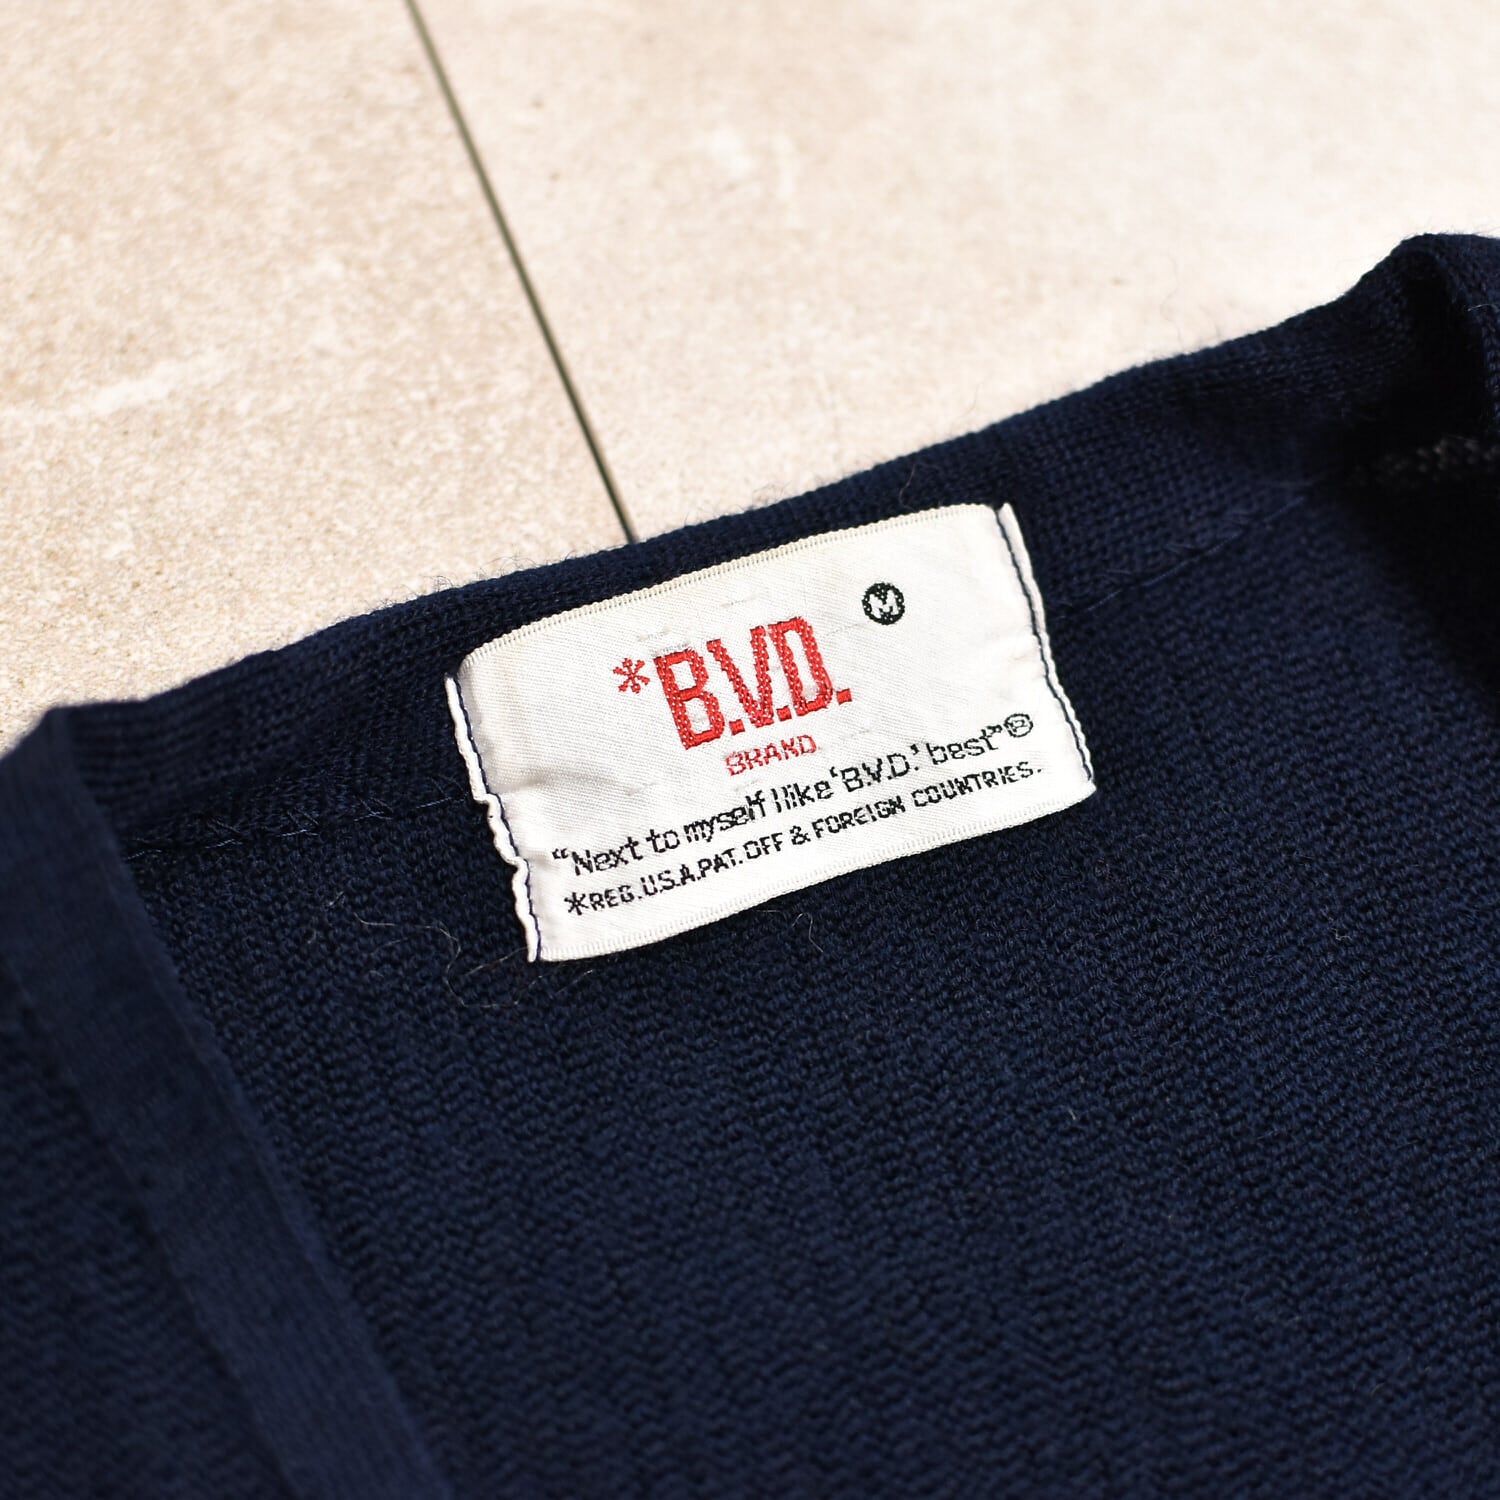 M
*B.V.D.
BRAND
“Next to myself I like ‘B.V.D.’ best”®
*REG. U.S.A. PAT. OFF & FOREIGN COUNTRIES.